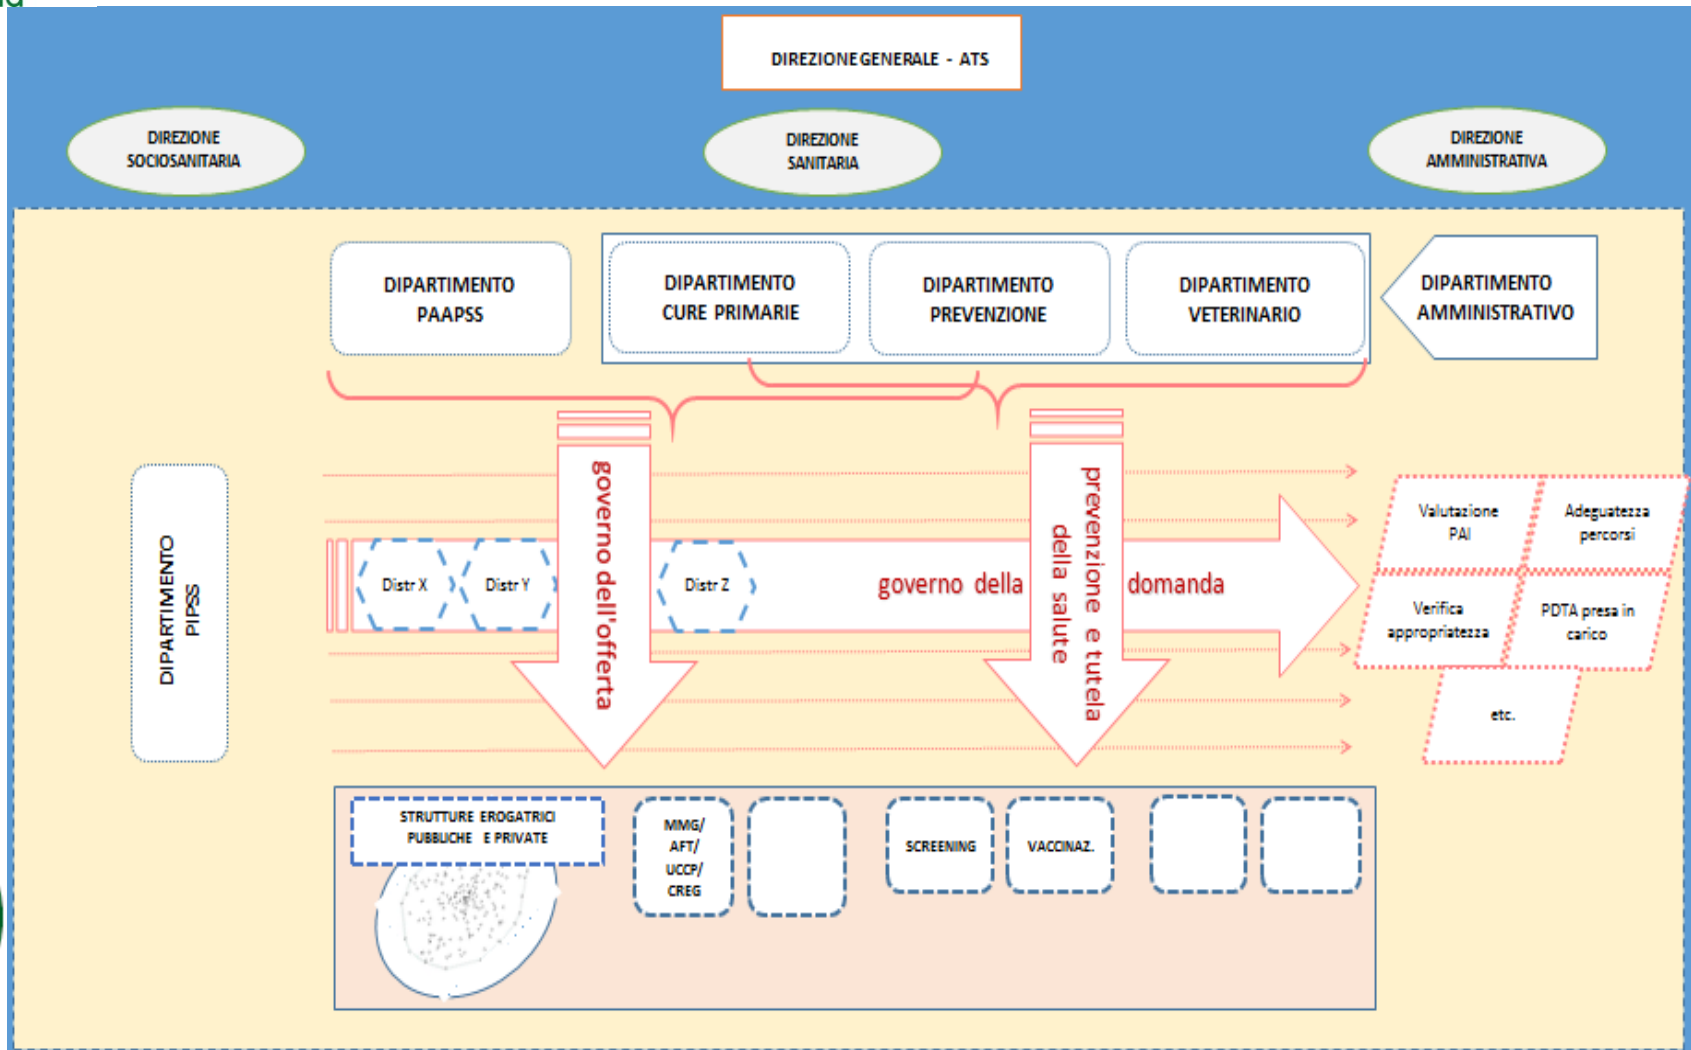 DIREZIONE GENERALE - ATS
DIREZIONE
SOCIOSANITARIA
DIREZIONE
SANITARIA
DIREZIONE
AMMINISTRATIVA
DIPARTIMENTO
PAAPSS
DIPARTIMENTO
CURE PRIMARIE
DIPARTIMENTO
PREVENZIONE
DIPARTIMENTO
VETERINARIO
DIPARTIMENTO
AMMINISTRATIVO
DIPARTIMENTO
PIPSS
governo dell'offerta
prevenzione e tutela
della salute
Distr X
Distr Y
Distr Z
governo della domanda
Valutazione
PAI
Adeguatezza
percorsi
Verifica
appropriatezza
PDTA presa in
carico
etc.
STRUTTURE EROGATRICI
PUBBLICHE E PRIVATE
MMG/
AFT/
UCCP/
CREG
SCREENING
VACCINAZ.